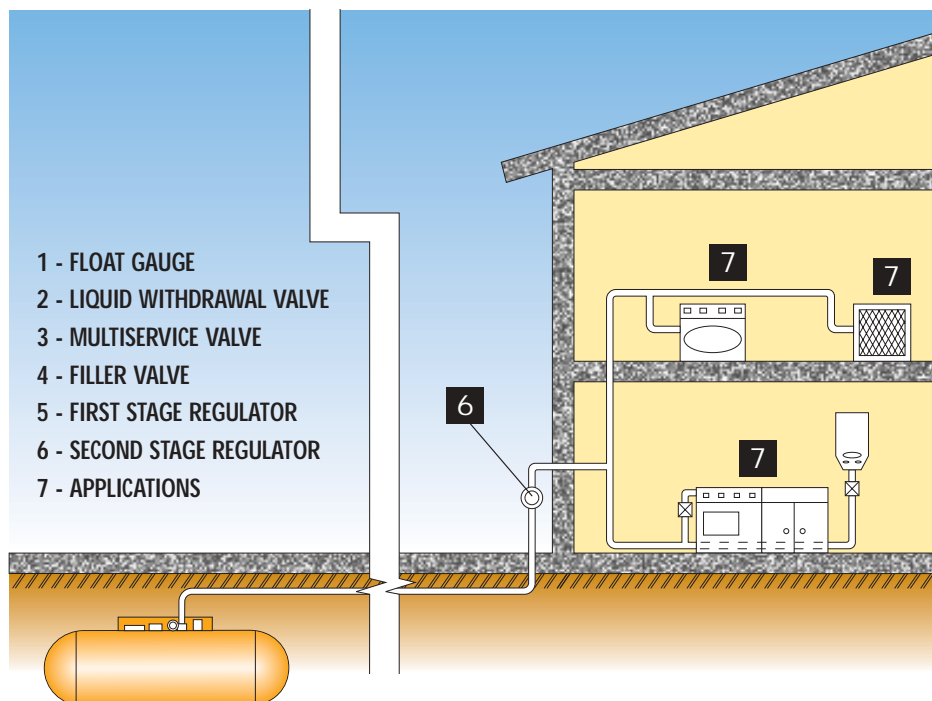 1 - FLOAT GAUGE
2 - LIQUID WITHDRAWAL VALVE
3 - MULTISERVICE VALVE
4 - FILLER VALVE
5 - FIRST STAGE REGULATOR
6 - SECOND STAGE REGULATOR
7 - APPLICATIONS
7
7
6
7